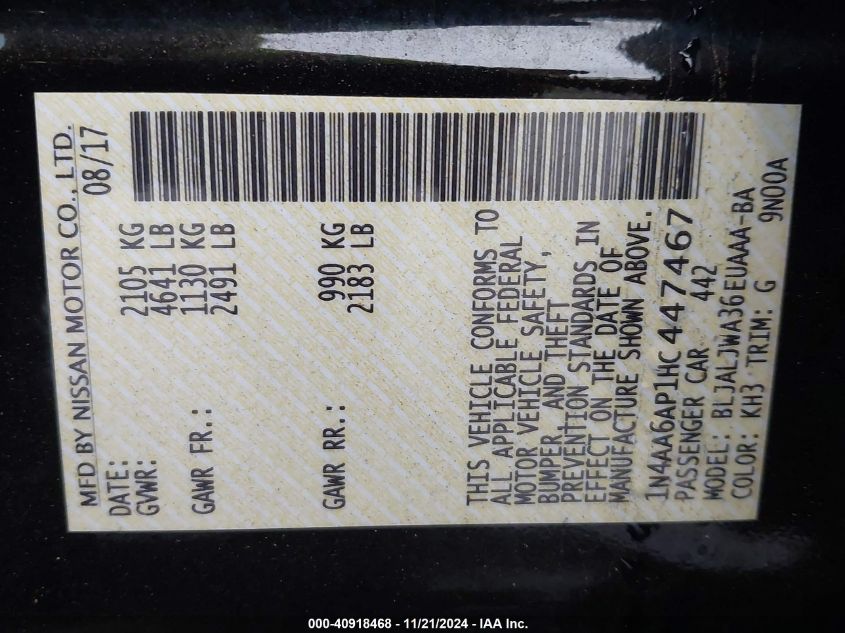 MFD BY NISSAN MOTOR CO., LTD.
DATE: 08/17
GVWR: 2105 KG
4641 LB
GAWR FR.: 1130 KG
2491 LB
GAWR RR.: 990 KG
2183 LB
THIS VEHICLE CONFORMS TO
ALL APPLICABLE FEDERAL
MOTOR VEHICLE SAFETY,
BUMPER, AND THEFT
PREVENTION STANDARDS IN
EFFECT ON THE DATE OF
MANUFACTURE SHOWN ABOVE.
1N4AA6AP1HC447467
PASSENGER CAR 442
MODEL: BLJALJWA36EUAAA-BA
COLOR: KH3 TRIM: G 9N00A
000-40918468 - 11/21/2024 - IAA Inc.